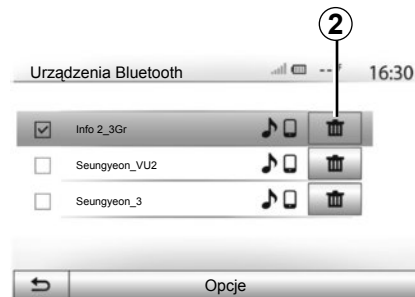 2
Urządzenia Bluetooth -- ° 16:30
Info 2_3Gr
Seungyeon_VU2
Seungyeon_3
Opcje